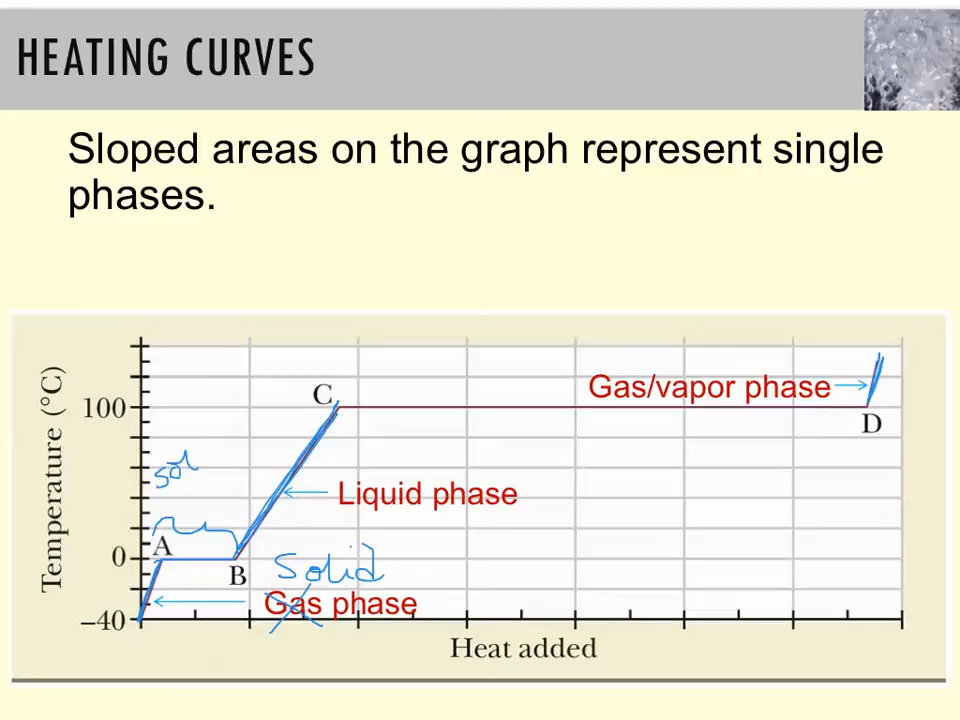 HEATING CURVES
Sloped areas on the graph represent single
phases.
Temperature (°C)
100
0
–40
C
Gas/vapor phase
D
sol
Liquid phase
A
B
Solid
Gas phase
Heat added